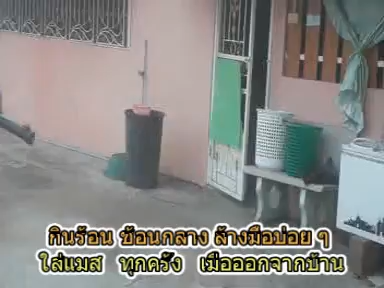 กินร้อน ช้อนกลาง ล้างมือบ่อย ๆ
ใส่แมส ทุกครั้ง เมื่อออกจากบ้าน